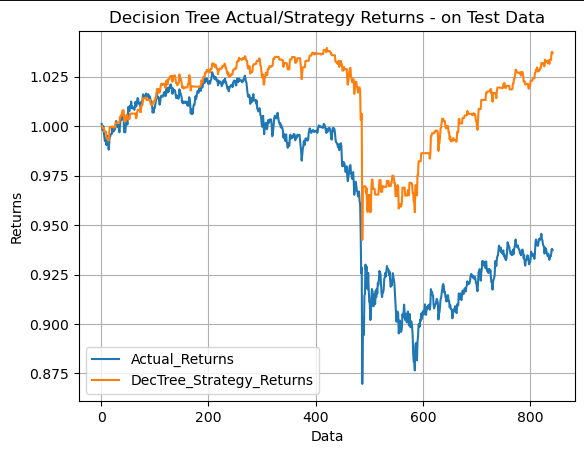 Decision Tree Actual/Strategy Returns - on Test Data
Returns
1.025
1.000
0.975
0.950
0.925
0.900
0.875
Actual_Returns
DecTree_Strategy_Returns
0
200
400
600
800
Data